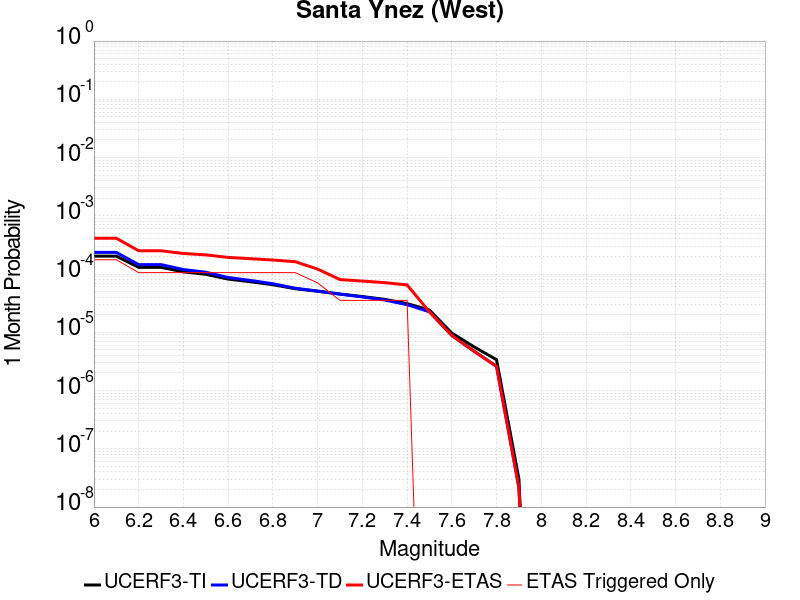 Santa Ynez (West)
10^0
10^-1
10^-2
10^-3
10^-4
10^-5
10^-6
10^-7
10^-8
1 Month Probability
6 6.2 6.4 6.6 6.8 7 7.2 7.4 7.6 7.8 8 8.2 8.4 8.6 8.8 9
Magnitude
UCERF3-TI UCERF3-TD UCERF3-ETAS ETAS Triggered Only